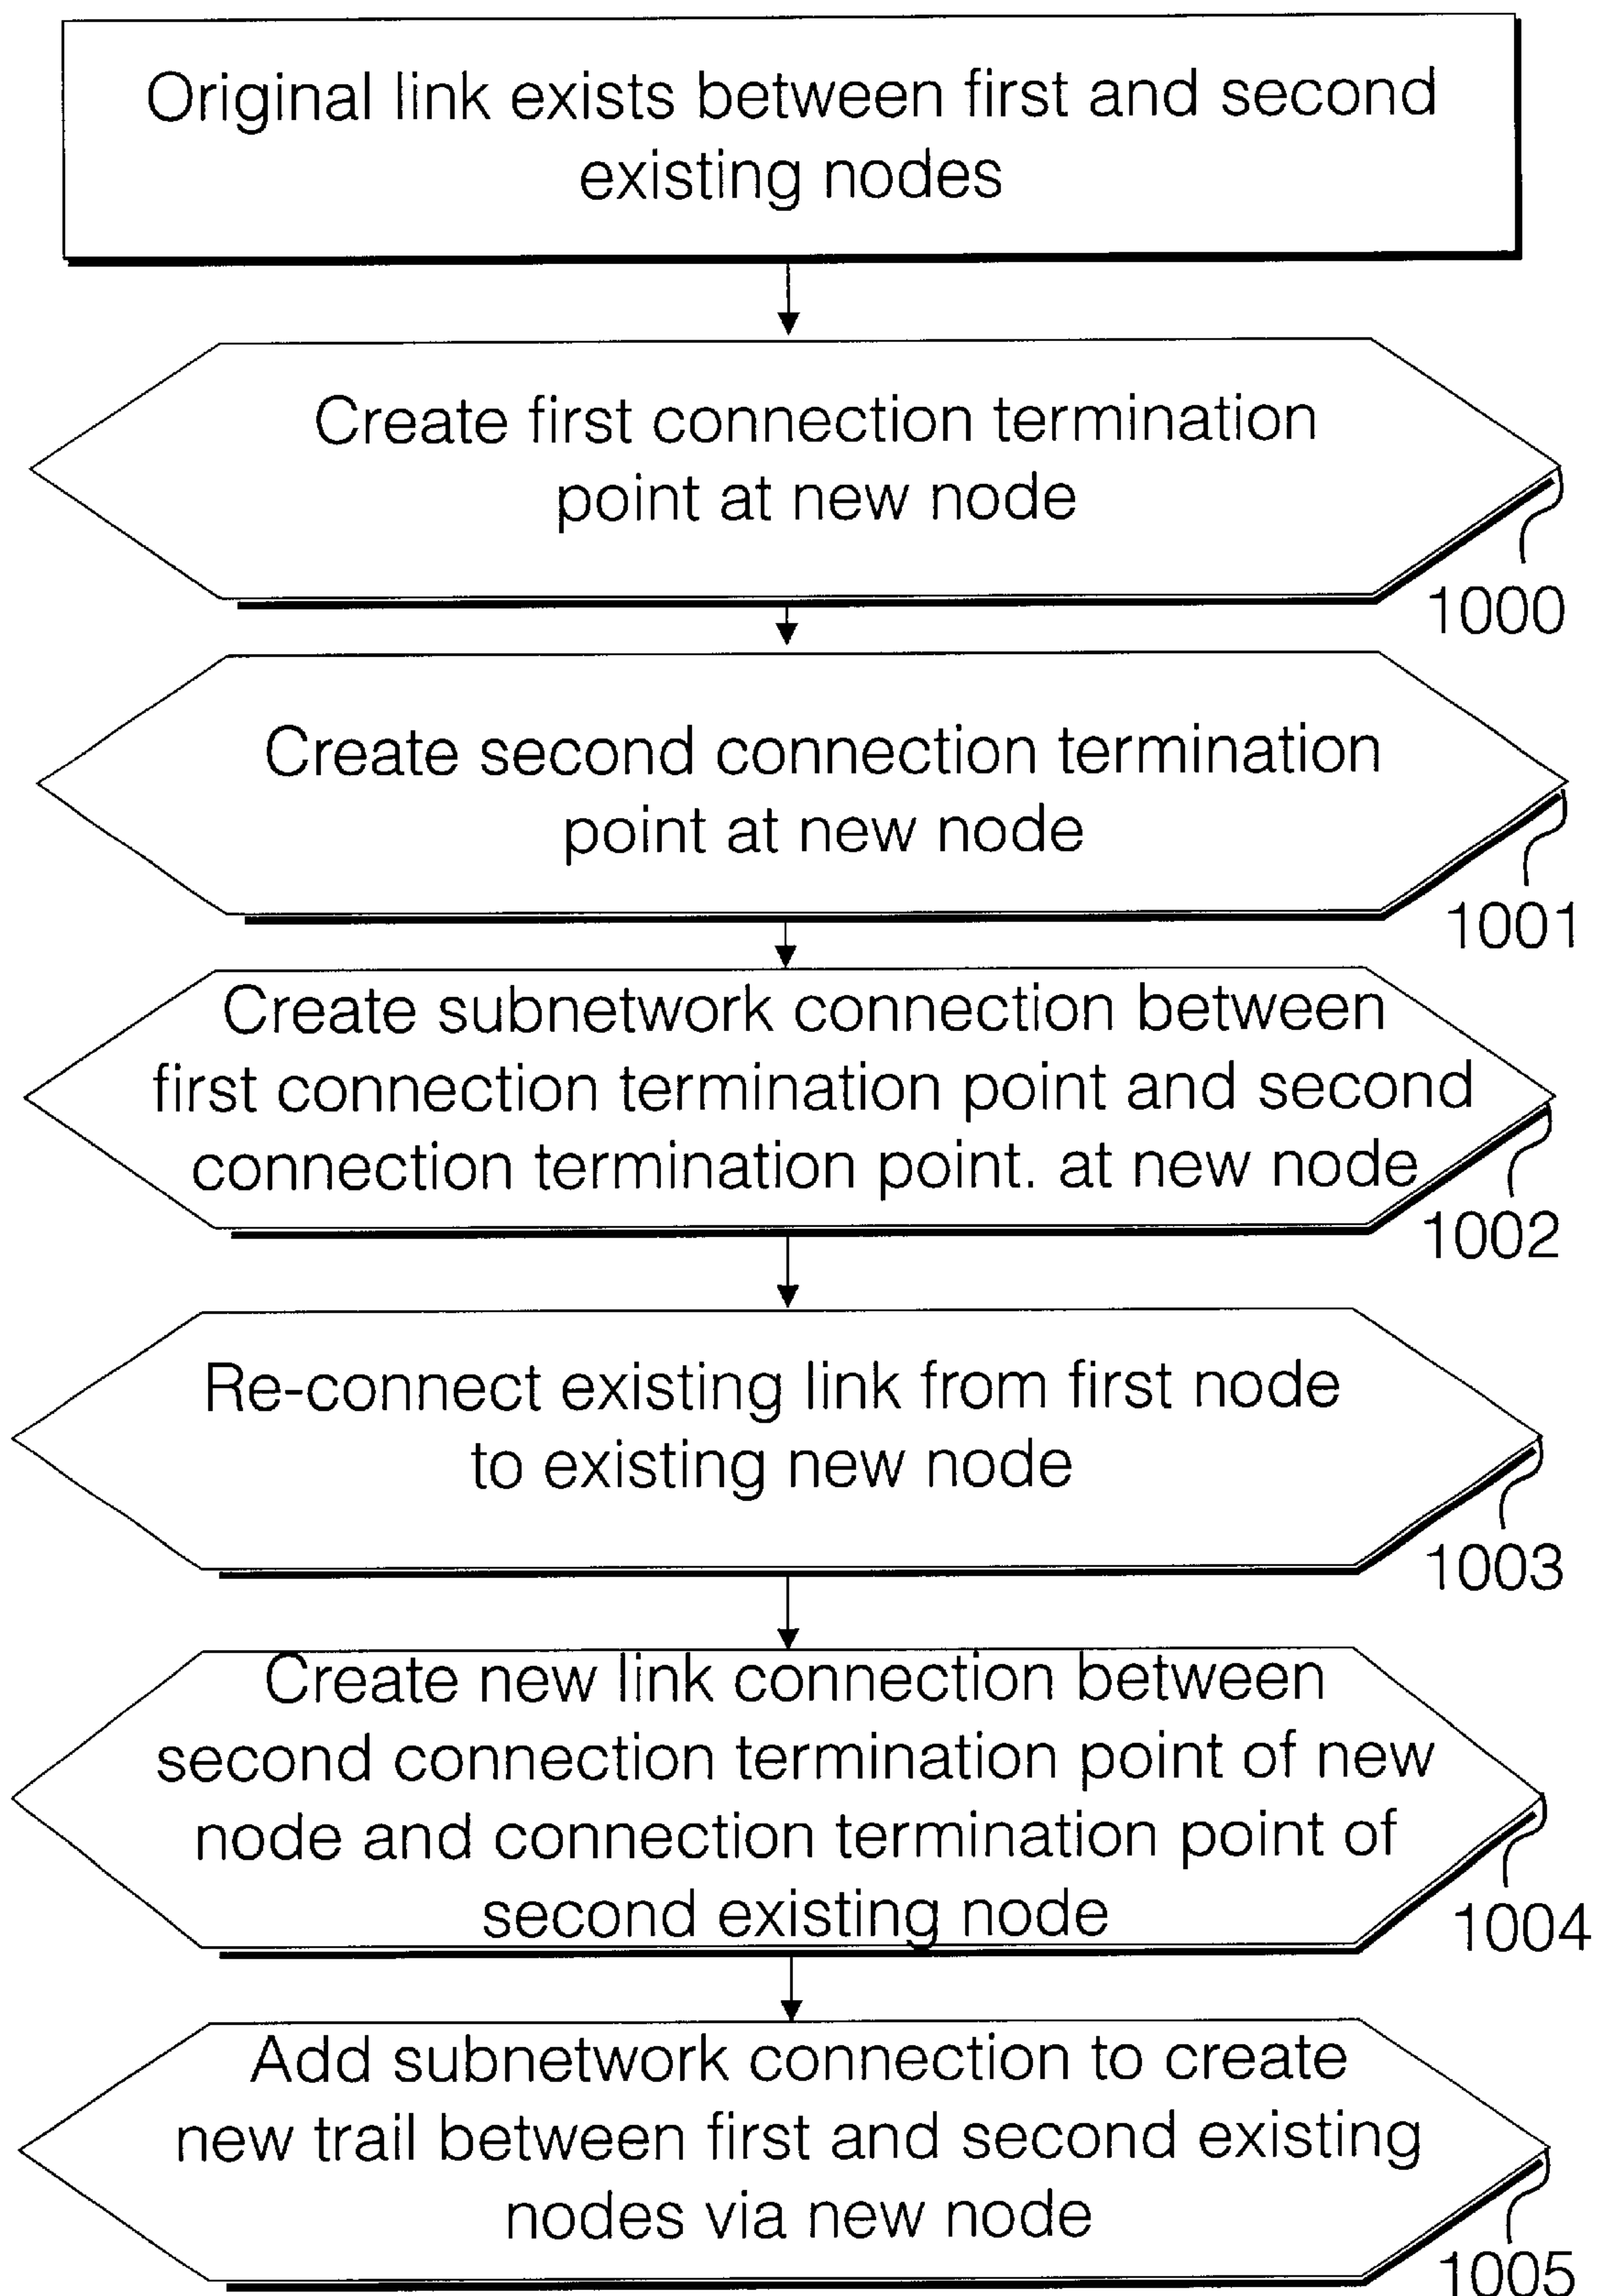 Original link exists between first and second
existing nodes
Create first connection termination
point at new node
1000
Create second connection termination
point at new node
1001
Create subnetwork connection between
first connection termination point and second
connection termination point. at new node
1002
Re-connect existing link from first node
to existing new node
1003
Create new link connection between
second connection termination point of new
node and connection termination point of
second existing node
1004
Add subnetwork connection to create
new trail between first and second existing
nodes via new node
1005